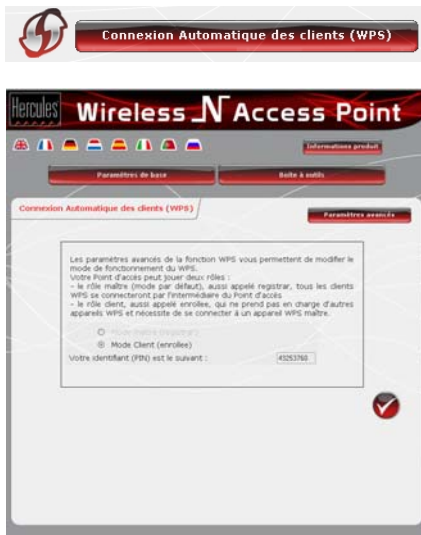 Connexion Automatique des clients (WPS)
Hercules
Wireless N Access Point
Informations produit
Paramètres de base
Boîte à outils
Connexion Automatique des clients (WPS)
Paramètres avancés
Les paramètres avancés de la fonction WPS vous permettent de modifier le
mode de fonctionnement du WPS.
Votre Point d'accès peut jouer deux rôles :
- le rôle maître (mode par défaut), aussi appelé registrar, tous les clients
WPS se connecteront par l'intermédiaire du Point d'accès
- le rôle client, aussi appelé enrollee, qui ne prend pas en charge d'autres
appareils WPS et nécessite de se connecter à un appareil WPS maître.
Mode Maître (registrar)
Mode Client (enrollee)
Votre identifiant (PIN) est le suivant :
43253768